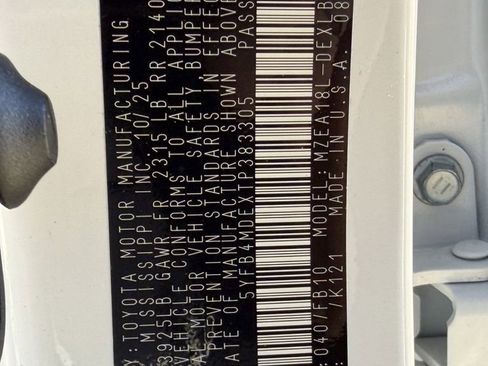 Y: TOYOTA MOTOR MANUFACTURING
MISSISSIPPI INC. 10/25
3925LB GAWR FR 2315 LB RR 2140
VEHICLE CONFORMS TO ALL APPLIC
MOTOR VEHICLE SAFETY BUMPER
PREVENTION STANDARDS IN EFFEC
ATE OF MANUFACTURE SHOWN ABOVE
5YFB4MDEXTP383305 PASS
040/FB10 MODEL: MZEA18L-DEXLB
/K121 MADE IN U.S.A. 08